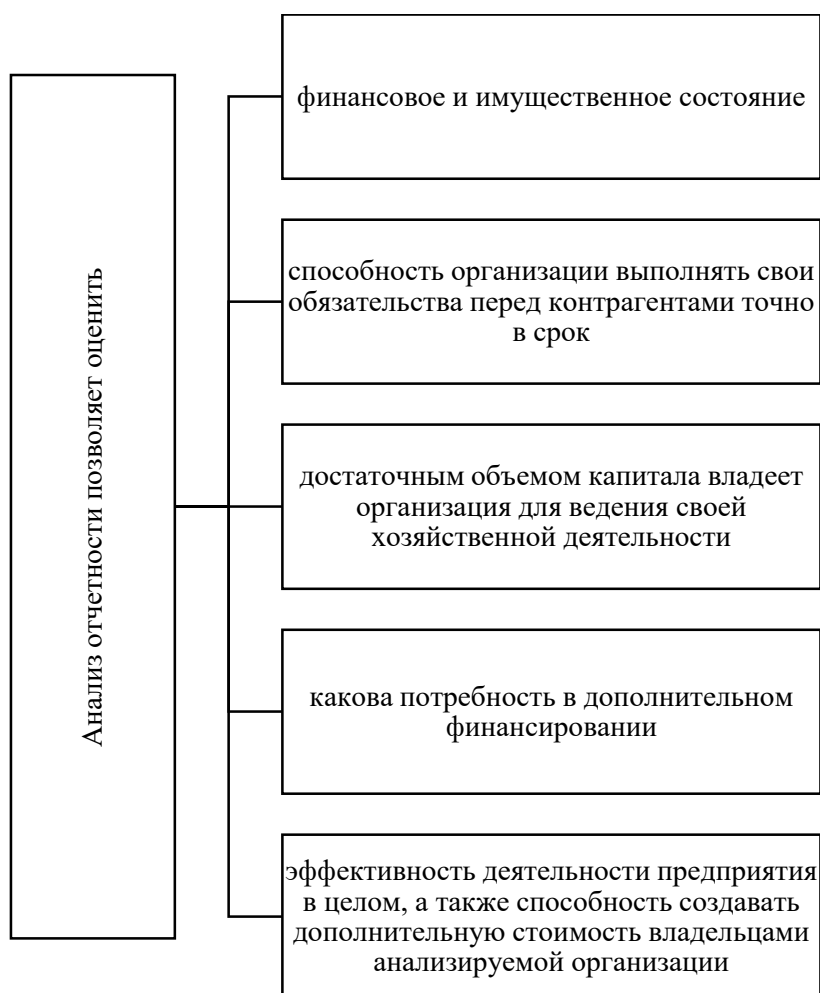 Анализ отчетности позволяет оценить
финансовое и имущественное состояние
способность организации выполнять свои
обязательства перед контрагентами точно
в срок
достаточным объемом капитала владеет
организация для ведения своей
хозяйственной деятельности
какова потребность в дополнительном
финансировании
эффективность деятельности предприятия
в целом, а также способность создавать
дополнительную стоимость владельцами
анализируемой организации